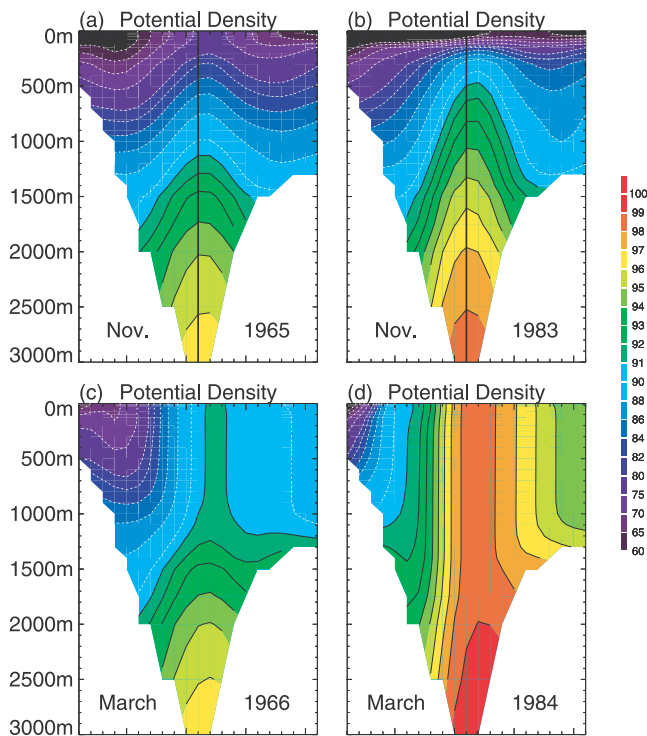 (a) Potential Density
(b) Potential Density
0m
500m
1000m
1500m
2000m
2500m
3000m
Nov. 1965
Nov. 1983
(c) Potential Density
(d) Potential Density
0m
500m
1000m
1500m
2000m
2500m
3000m
March 1966
March 1984
100
99
98
97
96
95
94
93
92
91
90
88
86
84
82
80
75
70
65
60